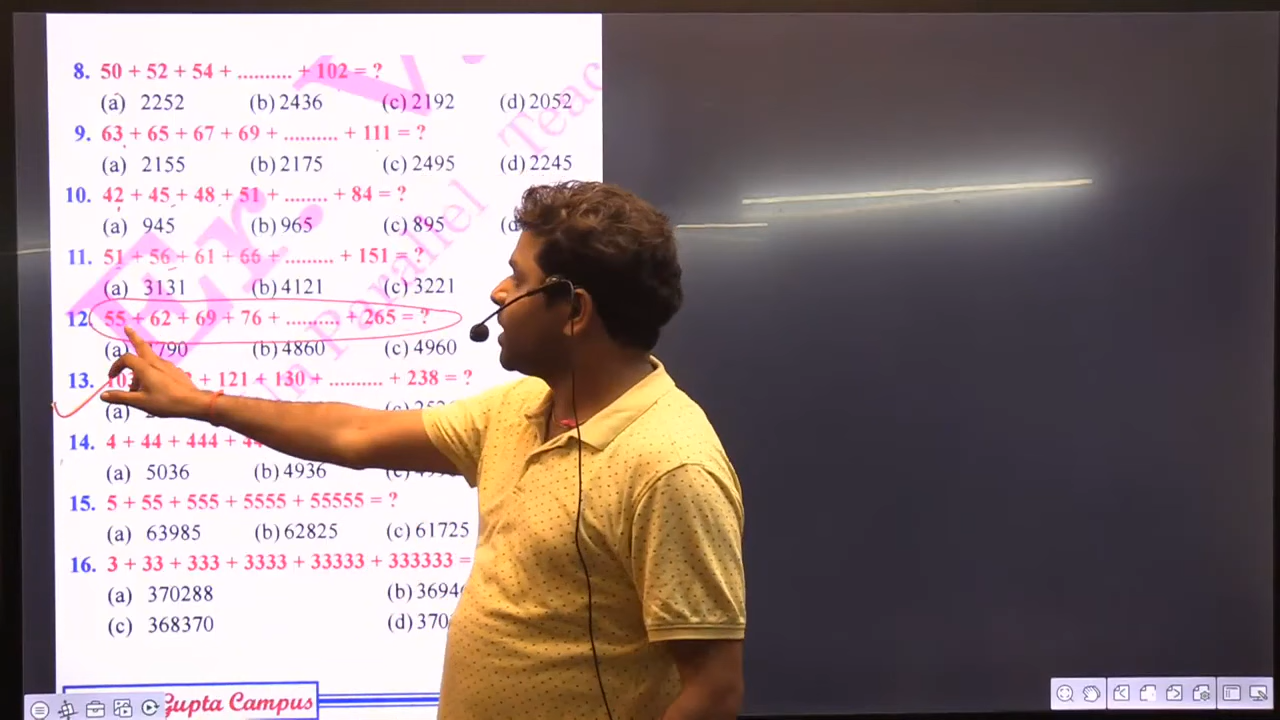 8. 50 + 52 + 54 + .......... + 102 = ?
(a) 2252 (b) 2436 (c) 2192 (d) 2052
9. 63 + 65 + 67 + 69 + .......... + 111 = ?
(a) 2155 (b) 2175 (c) 2495 (d) 2245
10. 42 + 45 + 48 + 51 + ........ + 84 = ?
(a) 945 (b) 965 (c) 895
11. 51 + 56 + 61 + 66 + ......... + 151 = ?
(a) 3131 (b) 4121 (c) 3221
12. 55 + 62 + 69 + 76 + .......... + 265 = ?
(a) (b) 4860 (c) 4960
13. + 121 + 130 + .......... + 238 = ?
(a)
14. 4 + 44 + 444 +
(a) 5036 (b) 4936 (c)
15. 5 + 55 + 555 + 5555 + 55555 = ?
(a) 63985 (b) 62825 (c) 61725
16. 3 + 33 + 333 + 3333 + 33333 + 333333 =
(a) 370288 (b)
(c) 368370 (d)
Gupta Campus
Er.
Parallel